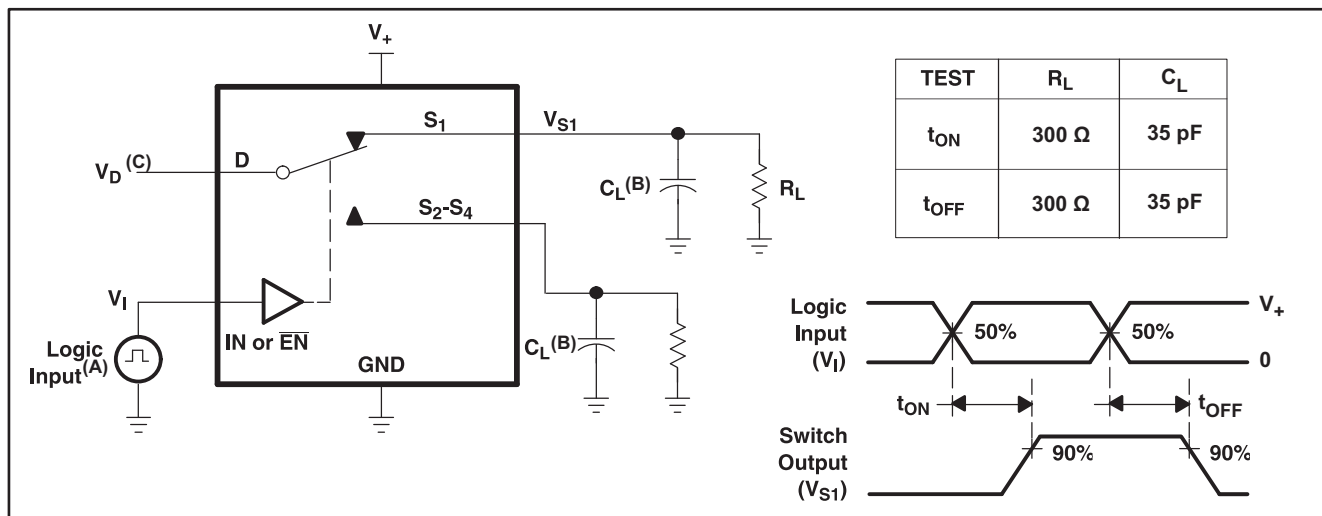 V+
S1
VS1
D
VD (C)
CL(B)
RL
S2-S4
VI
IN or EN
CL(B)
Logic
Input(A)
GND
TEST RL CL
tON 300 Ω 35 pF
tOFF 300 Ω 35 pF
Logic
Input
(VI)
50%
50%
V+
0
tON
tOFF
Switch
Output
(VS1)
90%
90%